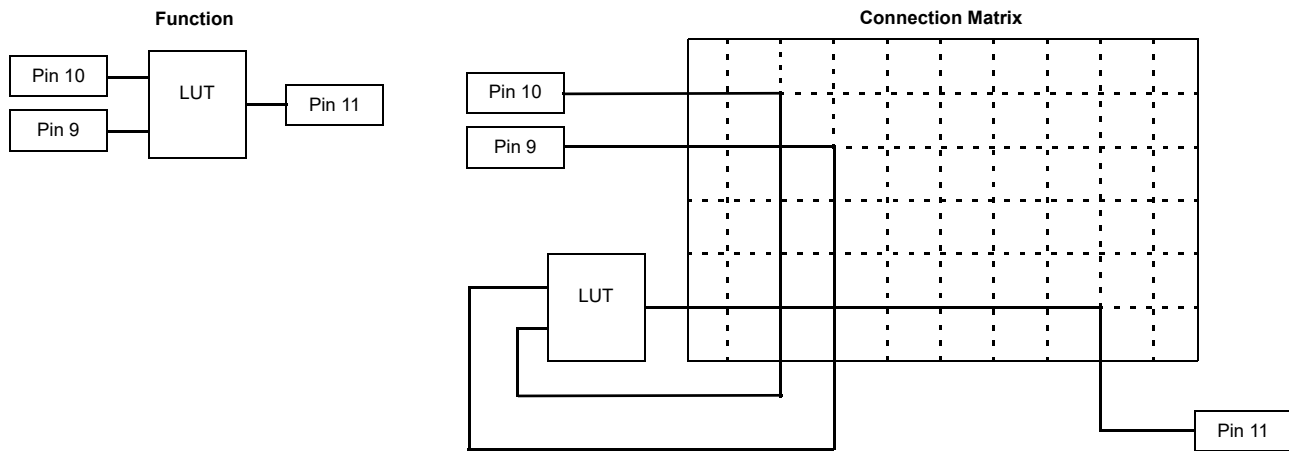 Function
Pin 10
Pin 9
LUT
Pin 11
Connection Matrix
Pin 10
Pin 9
LUT
Pin 11